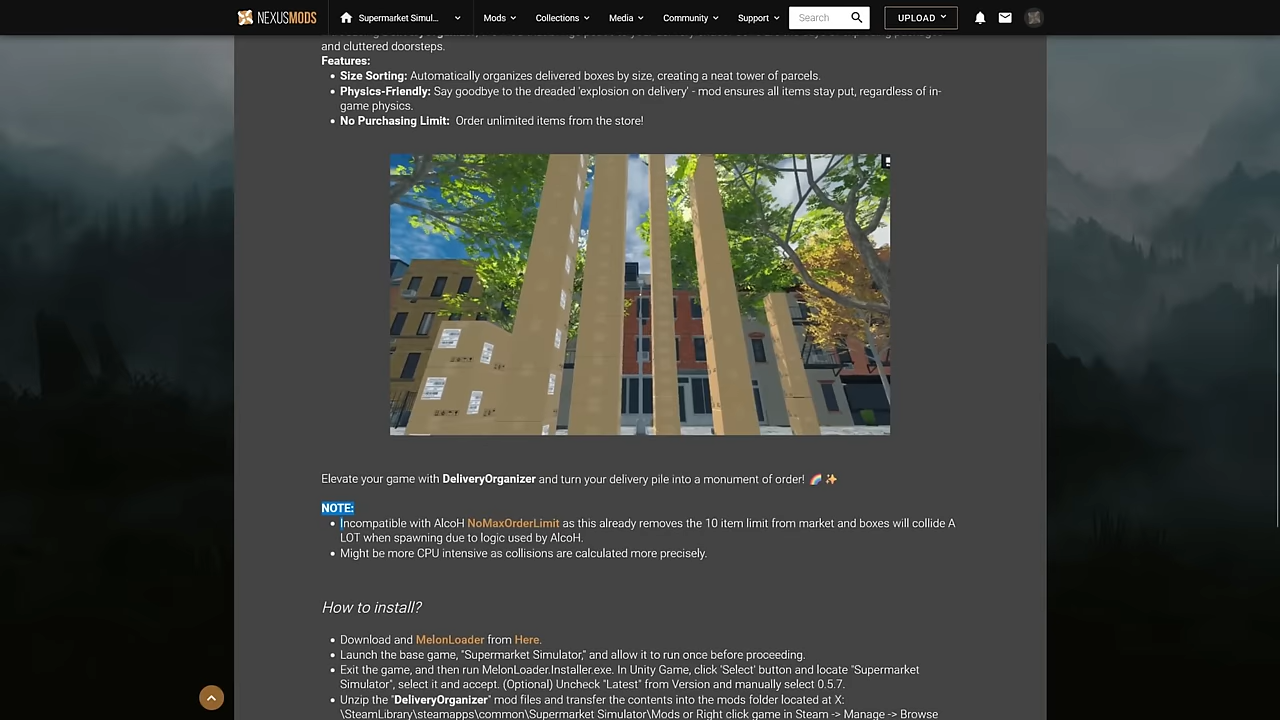 NEXUSMODS
Supermarket Simul...
Mods
Collections
Media
Community
Support
Search
UPLOAD
and cluttered doorsteps.
Features:
• Size Sorting: Automatically organizes delivered boxes by size, creating a neat tower of parcels.
• Physics-Friendly: Say goodbye to the dreaded 'explosion on delivery' - mod ensures all items stay put, regardless of in-
game physics.
• No Purchasing Limit:  Order unlimited items from the store!
Elevate your game with DeliveryOrganizer and turn your delivery pile into a monument of order! 🌈 ✨
NOTE:
• Incompatible with AlcoH NoMaxOrderLimit as this already removes the 10 item limit from market and boxes will collide A
LOT when spawning due to logic used by AlcoH.
• Might be more CPU intensive as collisions are calculated more precisely.
How to install?
• Download and MelonLoader from Here.
• Launch the base game, "Supermarket Simulator," and allow it to run once before proceeding.
• Exit the game, and then run MelonLoader.Installer.exe. In Unity Game, click 'Select' button and locate "Supermarket
Simulator", select it and accept. (Optional) Uncheck "Latest" from Version and manually select 0.5.7.
• Unzip the "DeliveryOrganizer" mod files and transfer the contents into the mods folder located at X:
\SteamLibrary\steamapps\common\Supermarket Simulator\Mods or Right click game in Steam -> Manage -> Browse